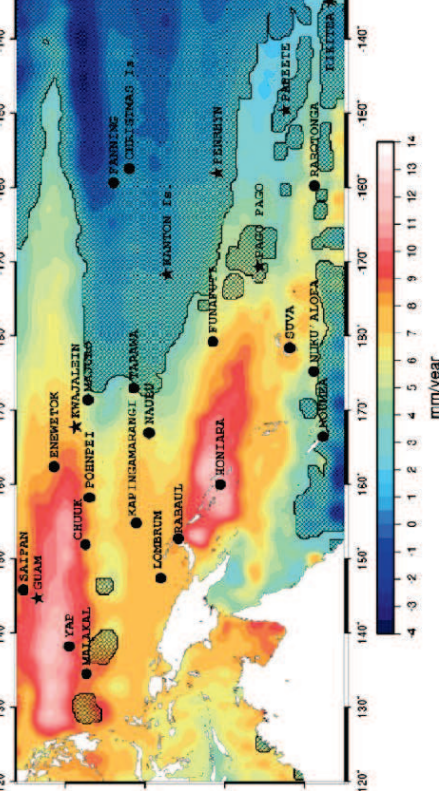 SAIPAN
GUAM
YAP
MALAKAL
CHUUK
POHNPEI
ENEWETOK
KWAJALEIN
MAJURO
KAPINGAMARANGI
TARAWA
NAURU
LOMBRUM
RABAUL
HONIARA
FUNAFUTI
FANNING
CHRISTMAS Is.
KANTON Is.
PENRHYN
PAGO PAGO
SUVA
NUKU'ALOFA
NOUMEA
RAROTONGA
PAPEETE
RIKITEA
120° 130° 140° 150° 160° 170° 180° -170° -160° -150° -140°
-4 -3 -2 -1 0 1 2 3 4 5 6 7 8 9 10 11 12 13 14
mm/year